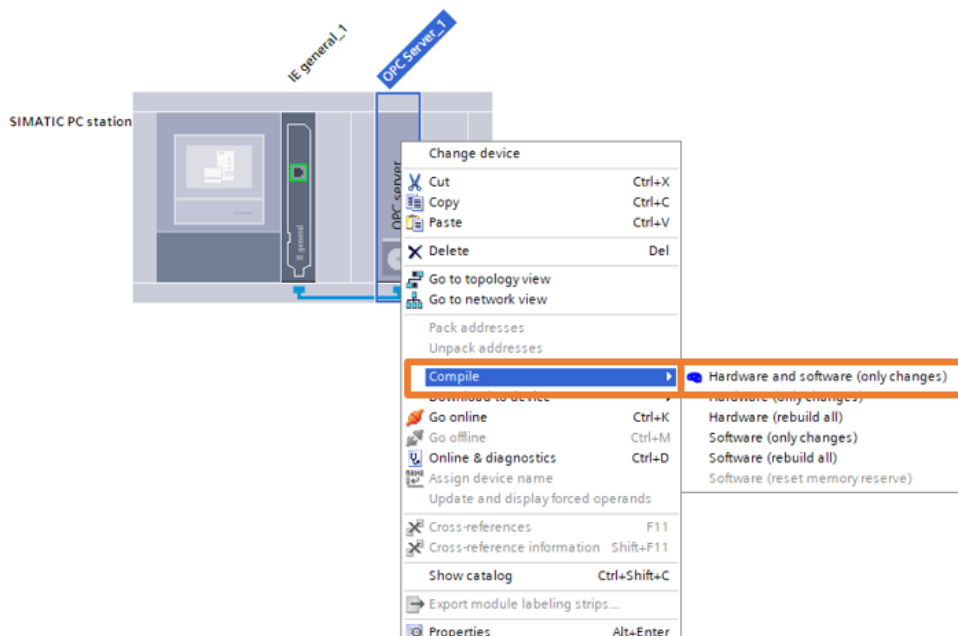 IE general_1
OPC Server_1
SIMATIC PC station
IE general
OPC server
Change device
Cut Ctrl+X
Copy Ctrl+C
Paste Ctrl+V
Delete Del
Go to topology view
Go to network view
Pack addresses
Unpack addresses
Compile
Hardware and software (only changes)
Download to device
Hardware (only changes)
Go online Ctrl+K
Hardware (rebuild all)
Go offline Ctrl+M
Software (only changes)
Online & diagnostics Ctrl+D
Software (rebuild all)
Assign device name
Software (reset memory reserve)
Update and display forced operands
Cross-references F11
Cross-reference information Shift+F11
Show catalog Ctrl+Shift+C
Export module labeling strips...
Properties Alt+Enter